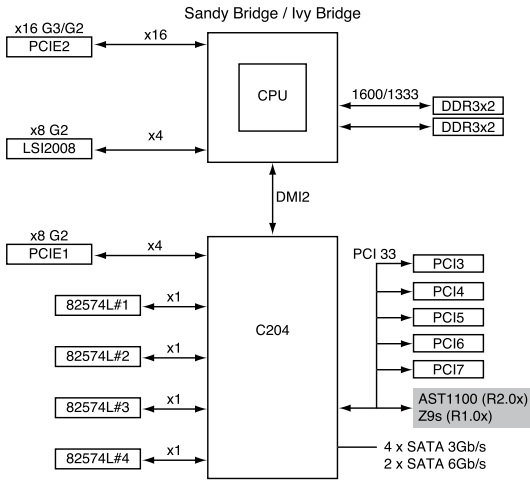 Sandy Bridge / Ivy Bridge
x16 G3/G2
PCIE2
x16
CPU
1600/1333
DDR3x2
DDR3x2
x8 G2
LSI2008
x4
DMI2
x8 G2
PCIE1
x4
PCI 33
PCI3
PCI4
PCI5
PCI6
PCI7
82574L#1
x1
82574L#2
x1
82574L#3
x1
82574L#4
x1
C204
AST1100 (R2.0x)
Z9s (R1.0x)
4 x SATA 3Gb/s
2 x SATA 6Gb/s